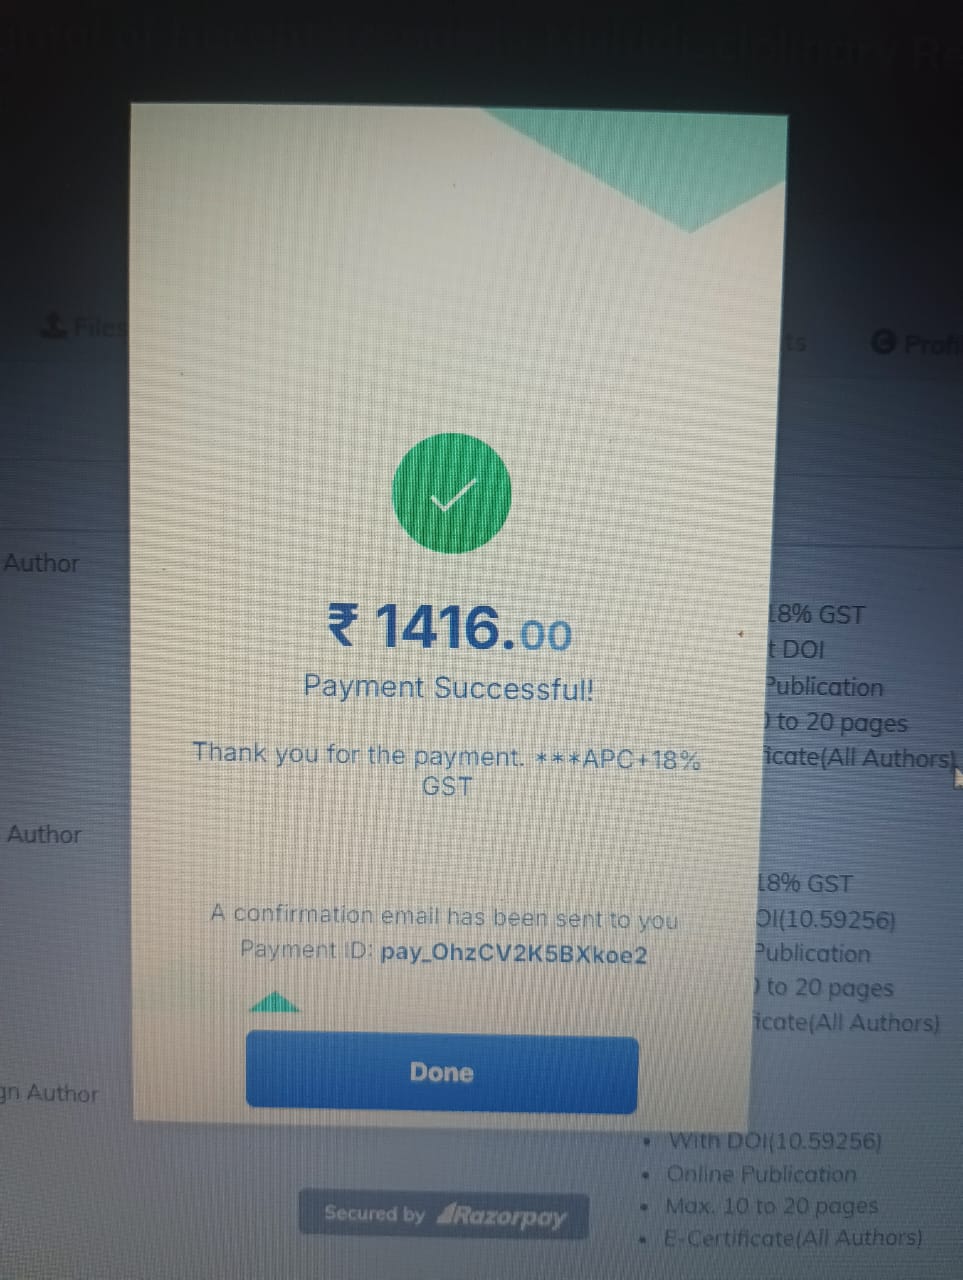 Files
ts
Profi
Author
18% GST
t DOI
Publication
to 20 pages
icate(All Authors)
₹ 1416.00
Payment Successful!
Thank you for the payment. ***APC+18%
GST
Author
18% GST
OI(10.59256)
Publication
to 20 pages
icate(All Authors)
A confirmation email has been sent to you
Payment ID: pay_OhzCV2K5BXkoe2
Done
gn Author
• With DOI(10.59256)
• Online Publication
• Max. 10 to 20 pages
• E-Certificate(All Authors)
Secured by Razorpay